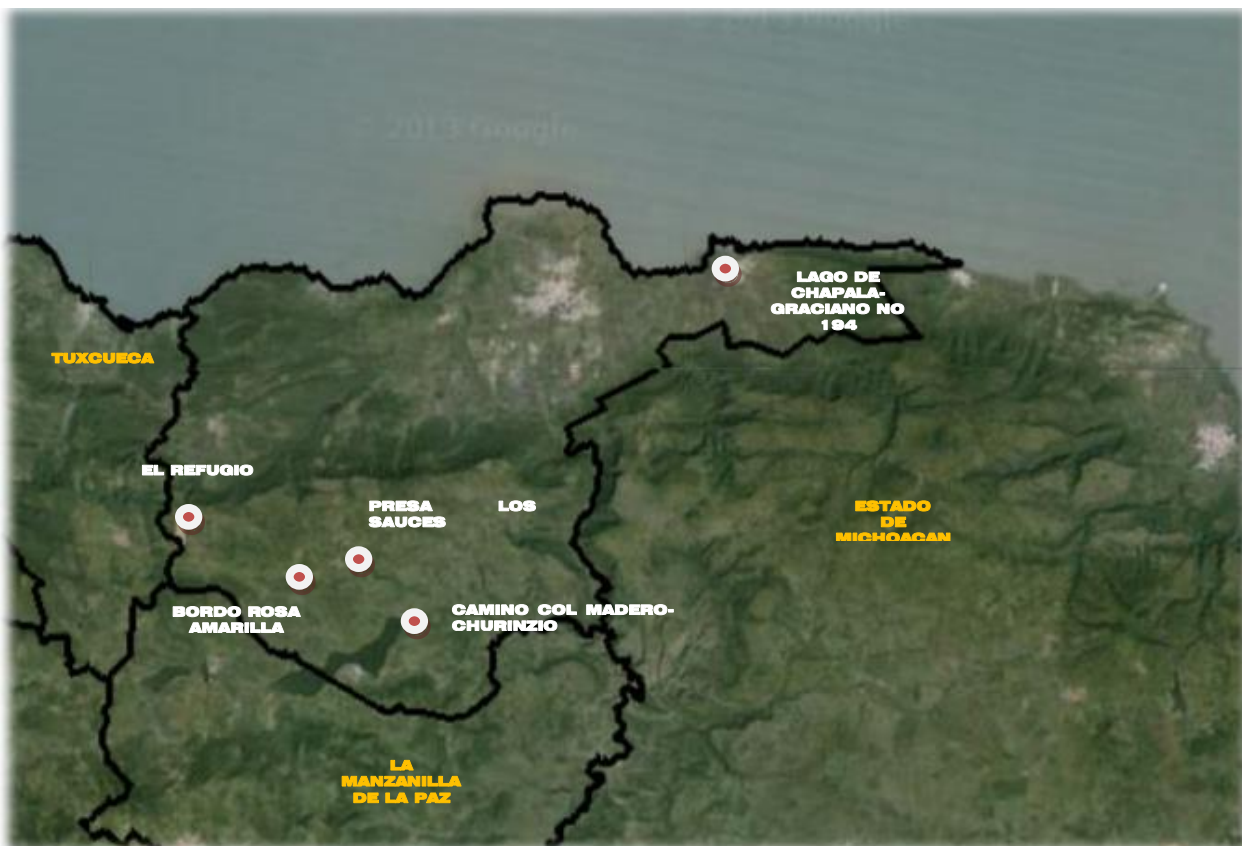 © 2013 Google
TUXCUECA
LAGO DE
CHAPALA-
GRACIANO NO
194
EL REFUGIO
PRESA LOS
SAUCES
ESTADO
DE
MICHOACAN
BORDO ROSA
AMARILLA
CAMINO COL MADERO-
CHURINZIO
LA
MANZANILLA
DE LA PAZ